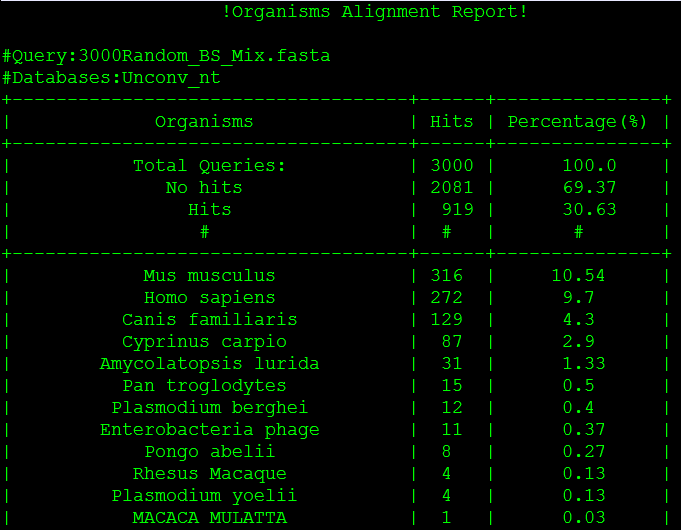 !Organisms Alignment Report!
#Query:3000Random_BS_Mix.fasta
#Databases:Unconv_nt
+------------------------------------+------+---------------+
| Organisms | Hits | Percentage(%) |
+------------------------------------+------+---------------+
| Total Queries: | 3000 | 100.0 |
| No hits | 2081 | 69.37 |
| Hits | 919 | 30.63 |
| # | # | # |
+------------------------------------+------+---------------+
| Mus musculus | 316 | 10.54 |
| Homo sapiens | 272 | 9.7 |
| Canis familiaris | 129 | 4.3 |
| Cyprinus carpio | 87 | 2.9 |
| Amycolatopsis lurida | 31 | 1.33 |
| Pan troglodytes | 15 | 0.5 |
| Plasmodium berghei | 12 | 0.4 |
| Enterobacteria phage | 11 | 0.37 |
| Pongo abelii | 8 | 0.27 |
| Rhesus Macaque | 4 | 0.13 |
| Plasmodium yoelii | 4 | 0.13 |
| MACACA MULATTA | 1 | 0.03 |